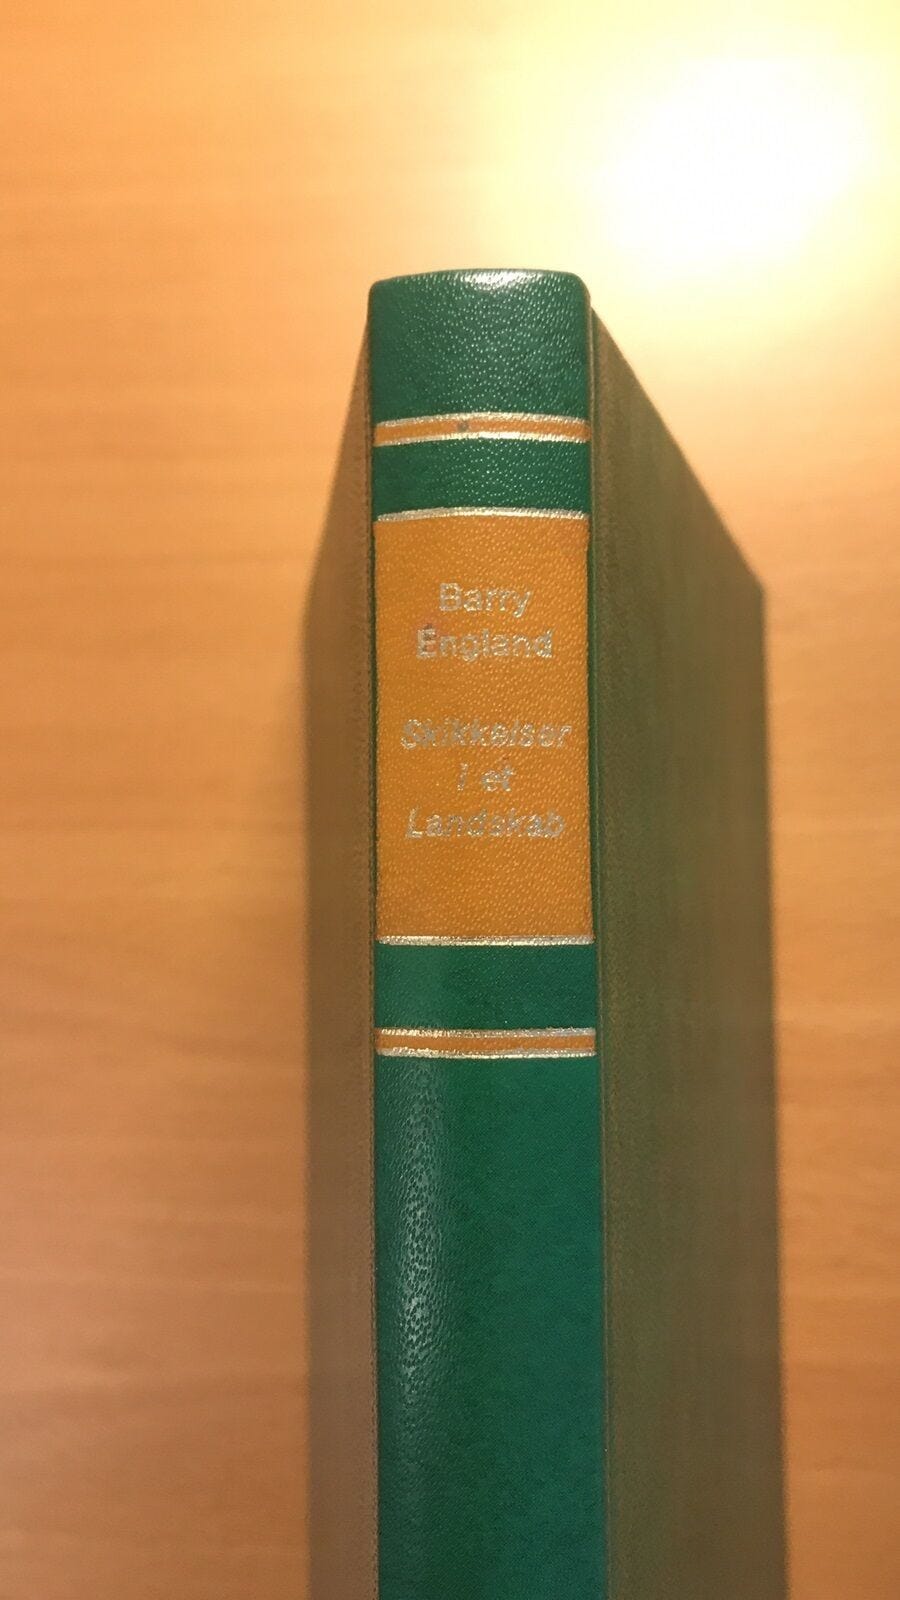 Barry
England
Skikkelser
i et
Landskab